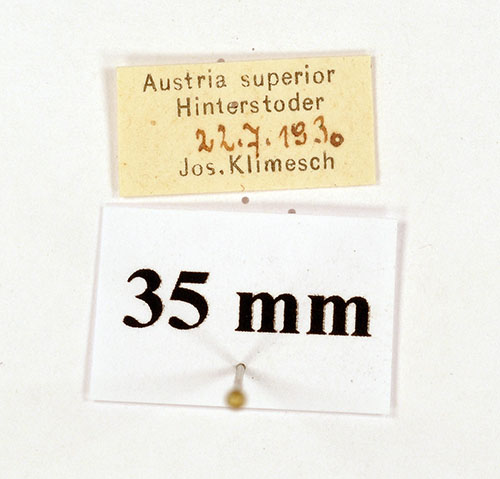 Austria superior
Hinterstoder
22.7.1930
Jos. Klimesch
35 mm